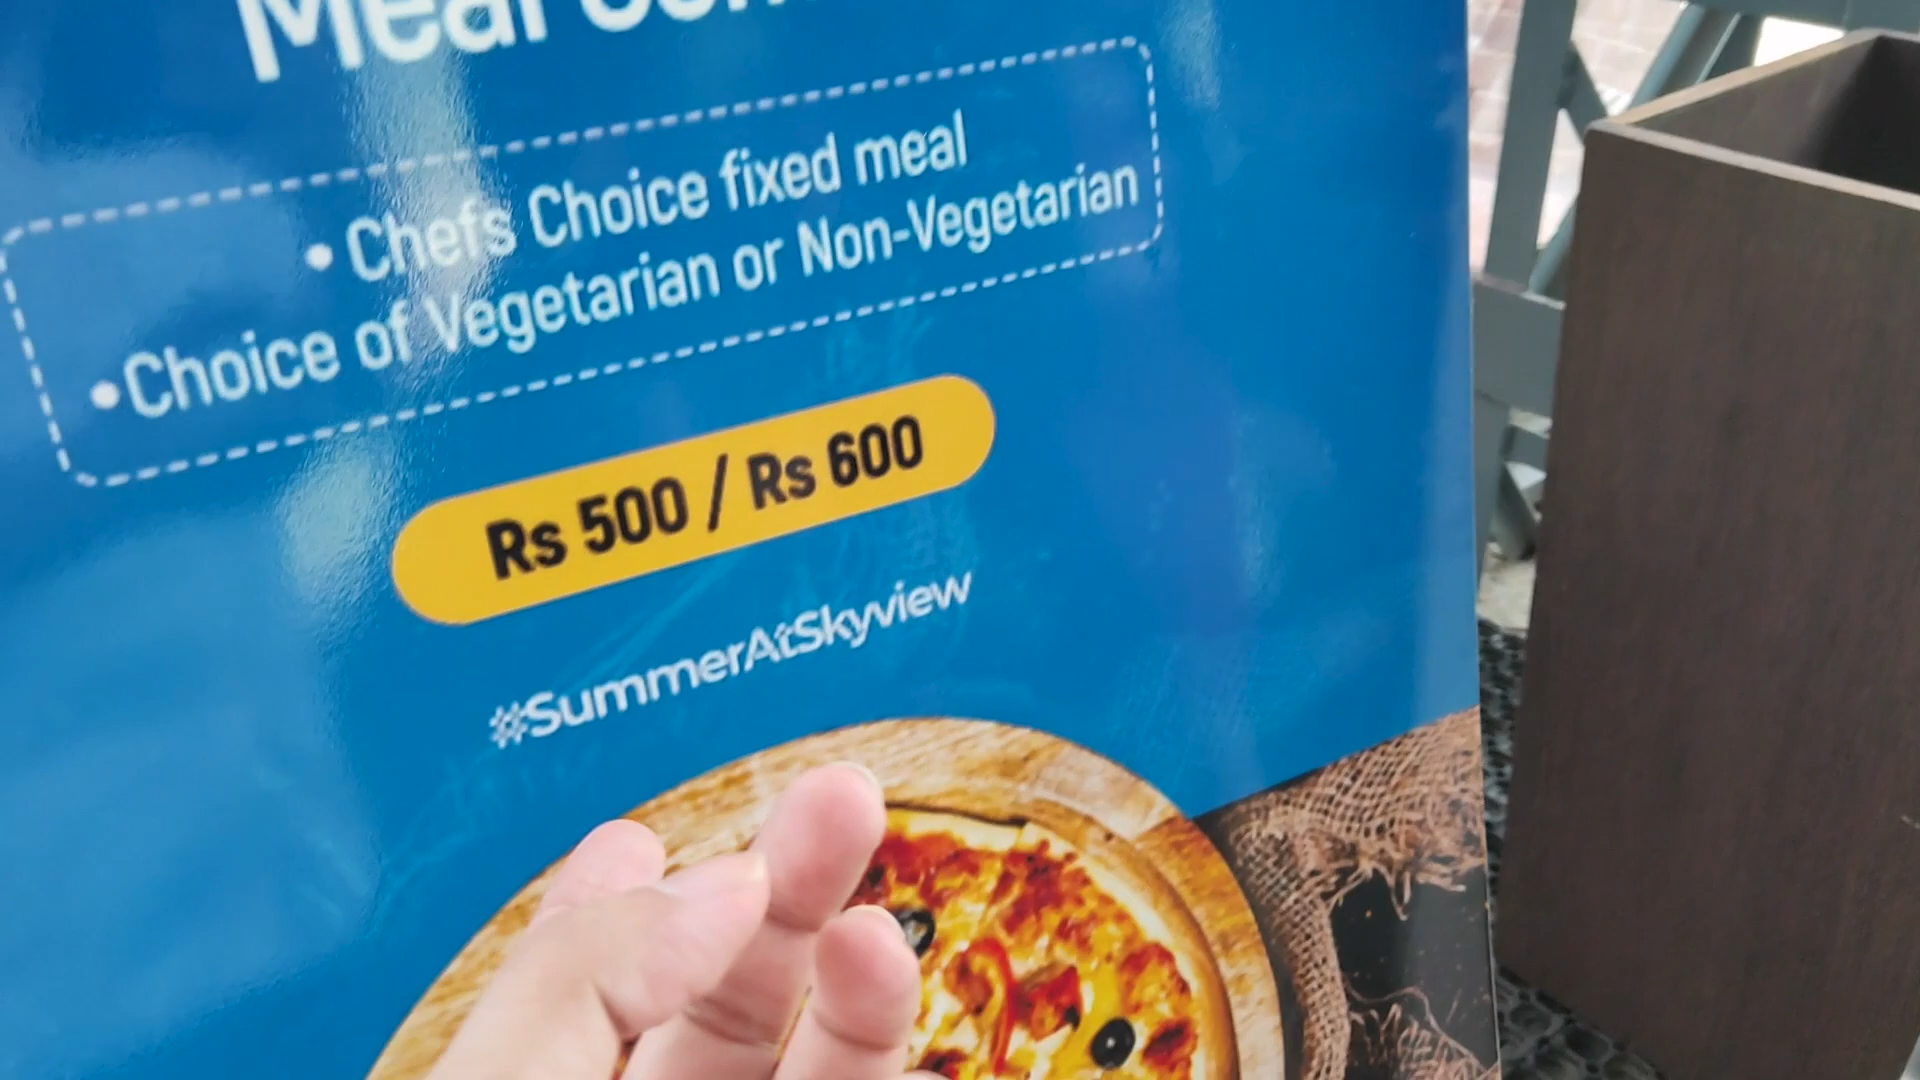 Meal
• Chefs Choice fixed meal
•Choice of Vegetarian or Non-Vegetarian
Rs 500 / Rs 600
#SummerAtSkyview